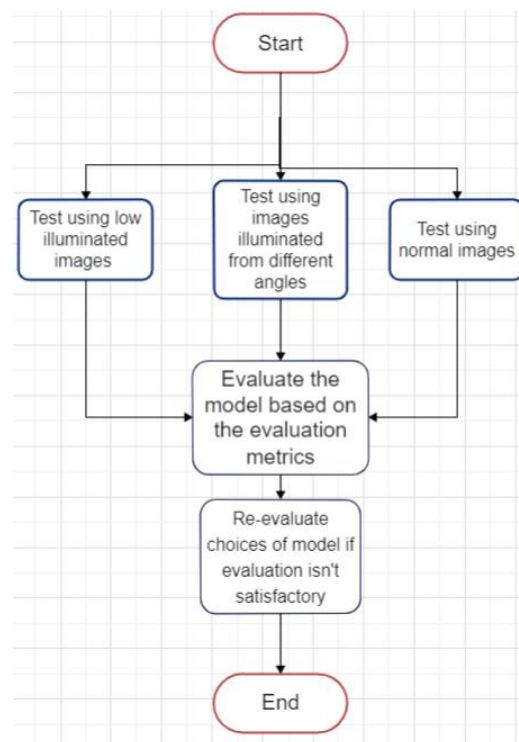 Start
Test using low
illuminated
images
Test using
images
illuminated
from different
angles
Test using
normal images
Evaluate the
model based on
the evaluation
metrics
Re-evaluate
choices of model if
evaluation isn't
satisfactory
End